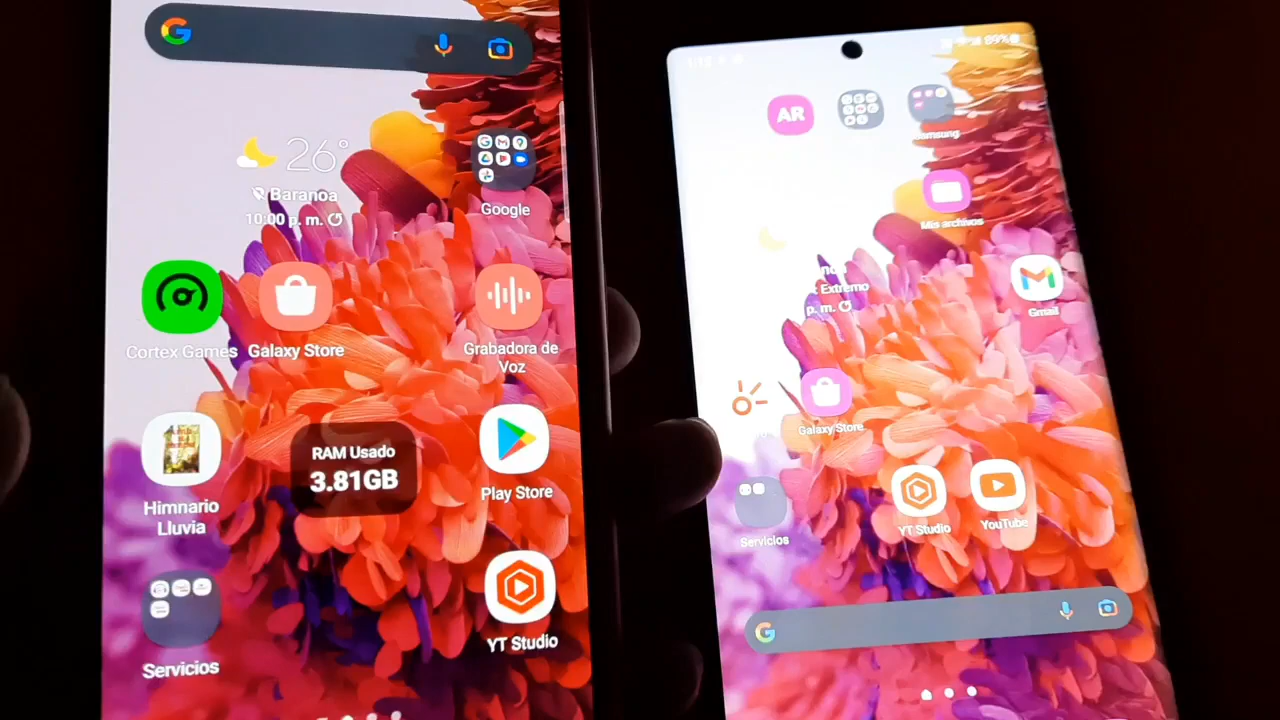 26°
Baranoa
10:00 p. m.
Google
Cortex Games
Galaxy Store
Grabadora de
Voz
Himnario
Lluvia
RAM Usado
3.81GB
Play Store
Servicios
YT Studio
89%
AR
Samsung
Mis archivos
Extremo
p. m.
Gmail
Galaxy Store
Servicios
YT Studio
YouTube